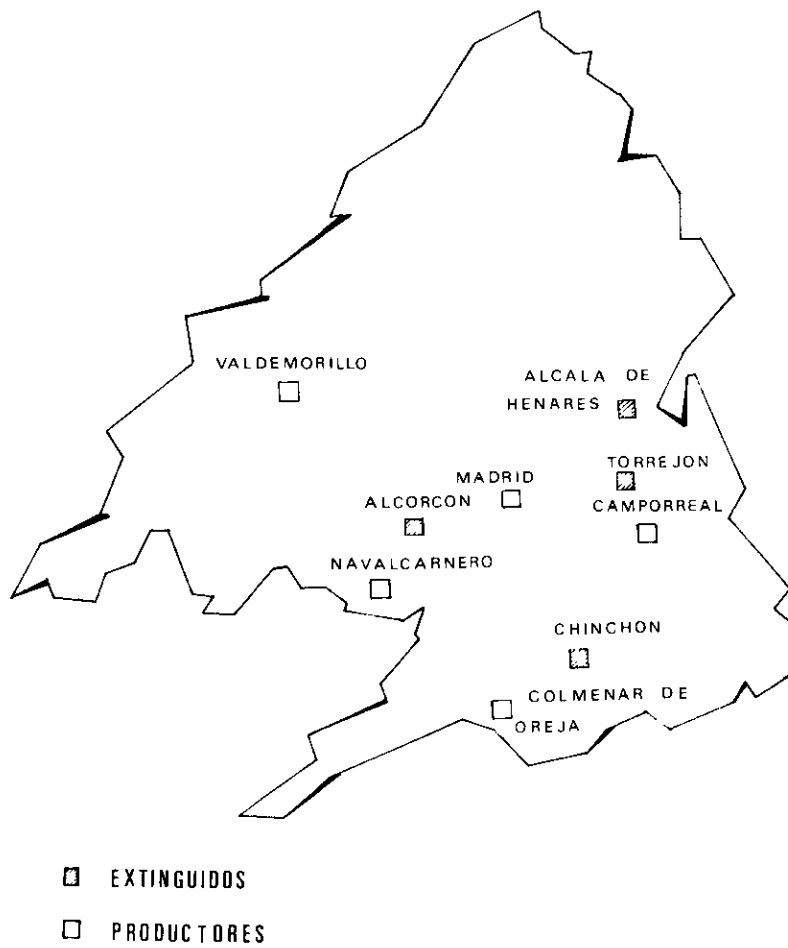 VALDEMORILLO
ALCALA DE
HENARES
TORREJON
MADRID
CAMPORREAL
ALCORCON
NAVALCARNERO
CHINCHON
COLMENAR DE
OREJA
EXTINGUIDOS
PRODUCTORES